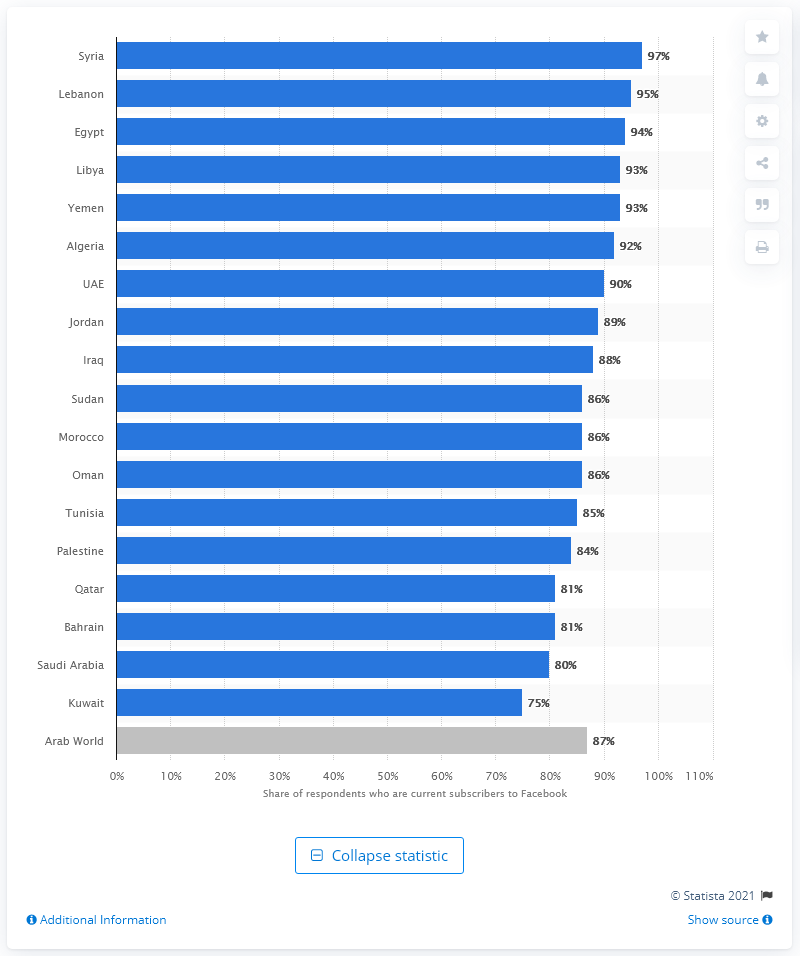 Syria 97%
Lebanon 95%
Egypt 94%
Libya 93%
Yemen 93%
Algeria 92%
UAE 90%
Jordan 89%
Iraq 88%
Sudan 86%
Morocco 86%
Oman 86%
Tunisia 85%
Palestine 84%
Qatar 81%
Bahrain 81%
Saudi Arabia 80%
Kuwait 75%
Arab World 87%
0% 10% 20% 30% 40% 50% 60% 70% 80% 90% 100% 110%
Share of respondents who are current subscribers to Facebook
Collapse statistic
© Statista 2021
Additional Information Show source